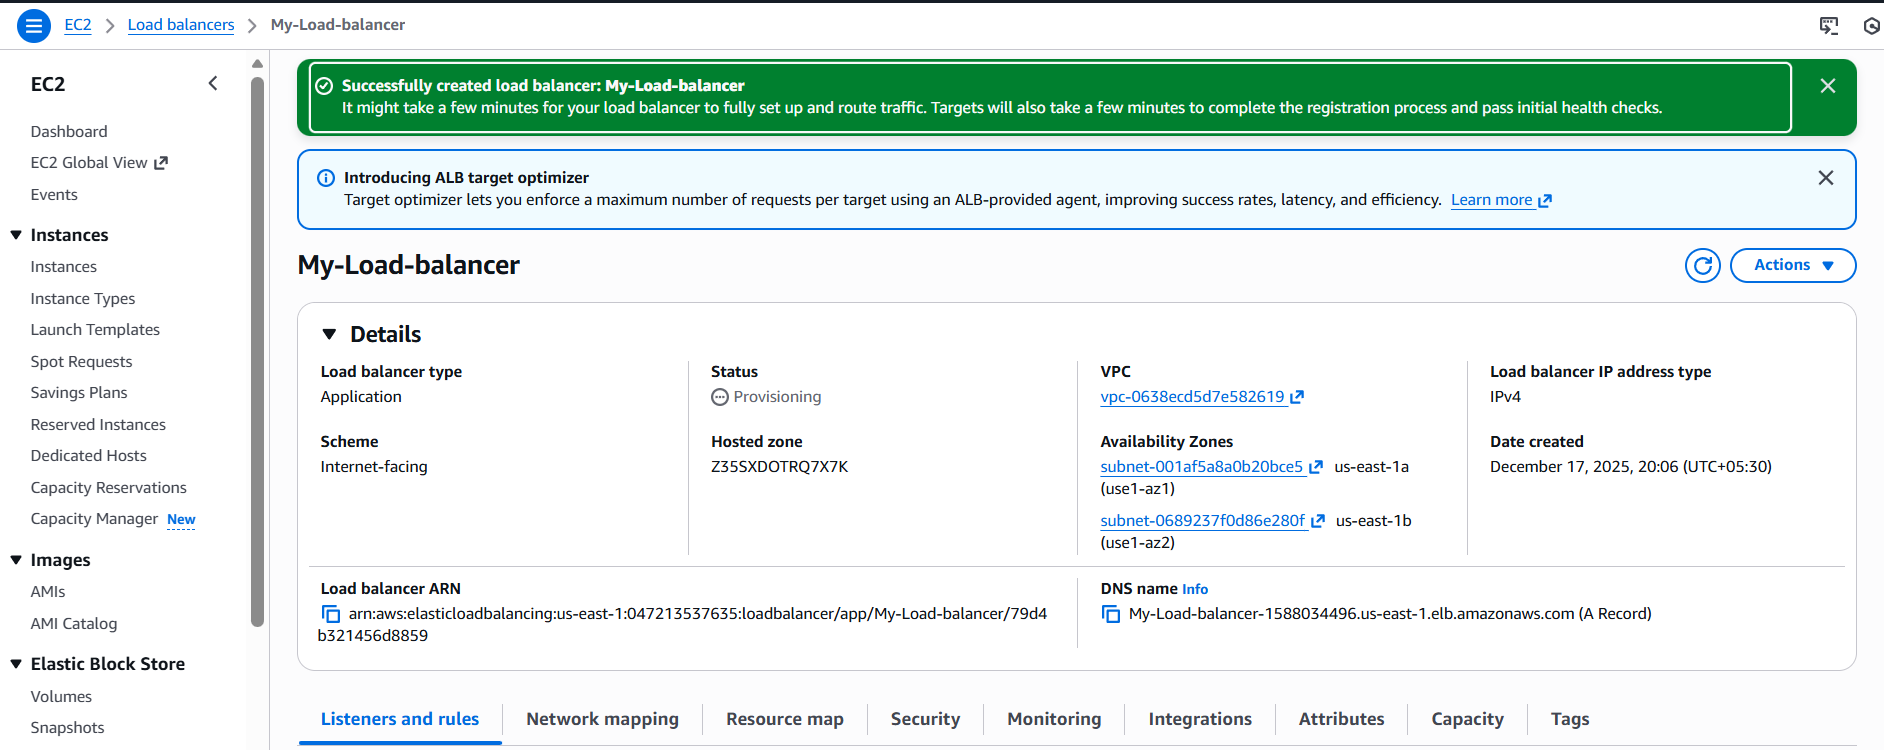 EC2 > Load balancers > My-Load-balancer
EC2
Dashboard
EC2 Global View
Events
Instances
Instances
Instance Types
Launch Templates
Spot Requests
Savings Plans
Reserved Instances
Dedicated Hosts
Capacity Reservations
Capacity Manager New
Images
AMIs
AMI Catalog
Elastic Block Store
Volumes
Snapshots
Successfully created load balancer: My-Load-balancer
It might take a few minutes for your load balancer to fully set up and route traffic. Targets will also take a few minutes to complete the registration process and pass initial health checks.
Introducing ALB target optimizer
Target optimizer lets you enforce a maximum number of requests per target using an ALB-provided agent, improving success rates, latency, and efficiency. Learn more
My-Load-balancer
Actions
Details
Load balancer type
Application
Status
Provisioning
VPC
vpc-0638ecd5d7e582619
Load balancer IP address type
IPv4
Scheme
Internet-facing
Hosted zone
Z35SXDOTRQ7X7K
Availability Zones
subnet-001af5a8a0b20bce5 us-east-1a
(use1-az1)
subnet-0689237f0d86e280f us-east-1b
(use1-az2)
Date created
December 17, 2025, 20:06 (UTC+05:30)
Load balancer ARN
arn:aws:elasticloadbalancing:us-east-1:047213537635:loadbalancer/app/My-Load-balancer/79d4
b321456d8859
DNS name Info
My-Load-balancer-1588034496.us-east-1.elb.amazonaws.com (A Record)
Listeners and rules
Network mapping
Resource map
Security
Monitoring
Integrations
Attributes
Capacity
Tags